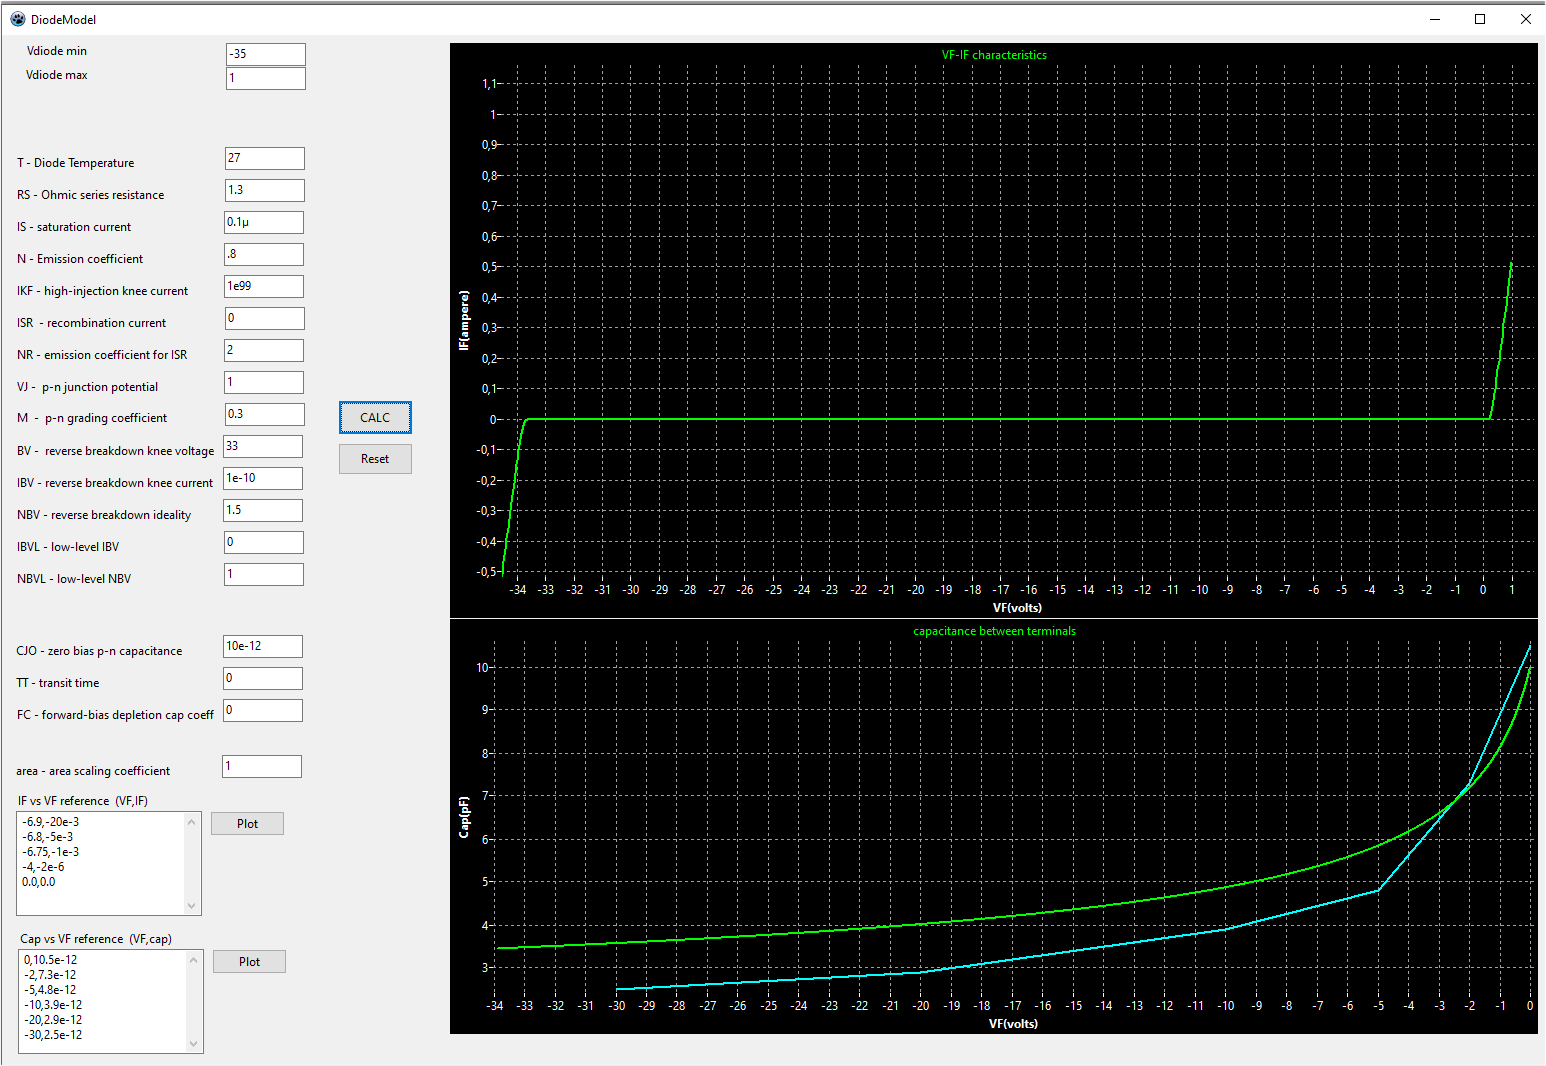 DiodeModel
Vdiode min -35
Vdiode max 1
T - Diode Temperature 27
RS - Ohmic series resistance 1.3
IS - saturation current 0.1µ
N - Emission coefficient .8
IKF - high-injection knee current 1e99
ISR - recombination current 0
NR - emission coefficient for ISR 2
VJ - p-n junction potential 1
M - p-n grading coefficient 0.3
BV - reverse breakdown knee voltage 33
IBV - reverse breakdown knee current 1e-10
NBV - reverse breakdown ideality 1.5
IBVL - low-level IBV 0
NBVL - low-level NBV 1
CALC
Reset
CJO - zero bias p-n capacitance 10e-12
TT - transit time 0
FC - forward-bias depletion cap coeff 0
area - area scaling coefficient 1
IF vs VF reference (VF,IF)
-6.9,-20e-3
-6.8,-5e-3
-6.75,-1e-3
-4,-2e-6
0.0,0.0
Plot
Cap vs VF reference (VF,cap)
0,10.5e-12
-2,7.3e-12
-5,4.8e-12
-10,3.9e-12
-20,2.9e-12
-30,2.5e-12
Plot
VF-IF characteristics
1,1
1
0,9
0,8
0,7
0,6
0,5
0,4
0,3
0,2
0,1
0
-0,1
-0,2
-0,3
-0,4
-0,5
IF(ampere)
-34 -33 -32 -31 -30 -29 -28 -27 -26 -25 -24 -23 -22 -21 -20 -19 -18 -17 -16 -15 -14 -13 -12 -11 -10 -9 -8 -7 -6 -5 -4 -3 -2 -1 0 1
VF(volts)
capacitance between terminals
10
9
8
7
6
5
4
3
Cap(pF)
-34 -33 -32 -31 -30 -29 -28 -27 -26 -25 -24 -23 -22 -21 -20 -19 -18 -17 -16 -15 -14 -13 -12 -11 -10 -9 -8 -7 -6 -5 -4 -3 -2 -1 0
VF(volts)